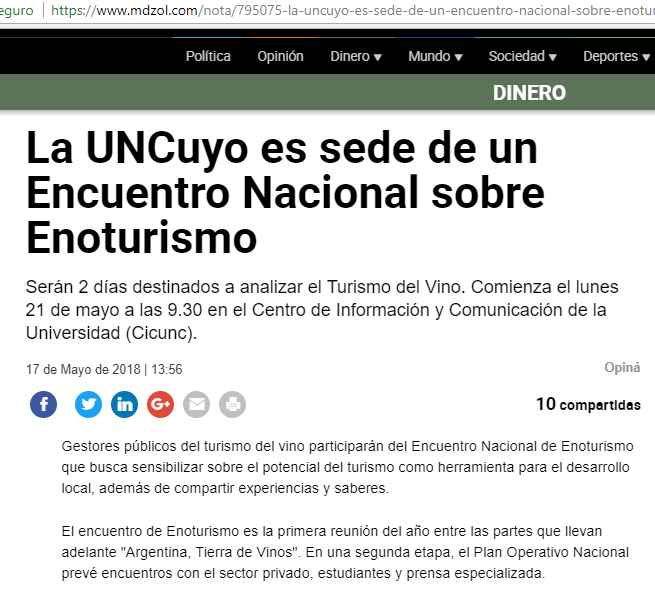 eguro https://www.mdzol.com/nota/795075-la-uncuyo-es-sede-de-un-encuentro-nacional-sobre-enotur
Política Opinión Dinero ▾ Mundo ▾ Sociedad ▾ Deportes ▾
DINERO
La UNCuyo es sede de un
Encuentro Nacional sobre
Enoturismo
Serán 2 días destinados a analizar el Turismo del Vino. Comienza el lunes
21 de mayo a las 9.30 en el Centro de Información y Comunicación de la
Universidad (Cicunc).
17 de Mayo de 2018 | 13:56 Opiná
10 compartidas
Gestores públicos del turismo del vino participarán del Encuentro Nacional de Enoturismo
que busca sensibilizar sobre el potencial del turismo como herramienta para el desarrollo
local, además de compartir experiencias y saberes.
El encuentro de Enoturismo es la primera reunión del año entre las partes que llevan
adelante "Argentina, Tierra de Vinos". En una segunda etapa, el Plan Operativo Nacional
prevé encuentros con el sector privado, estudiantes y prensa especializada.